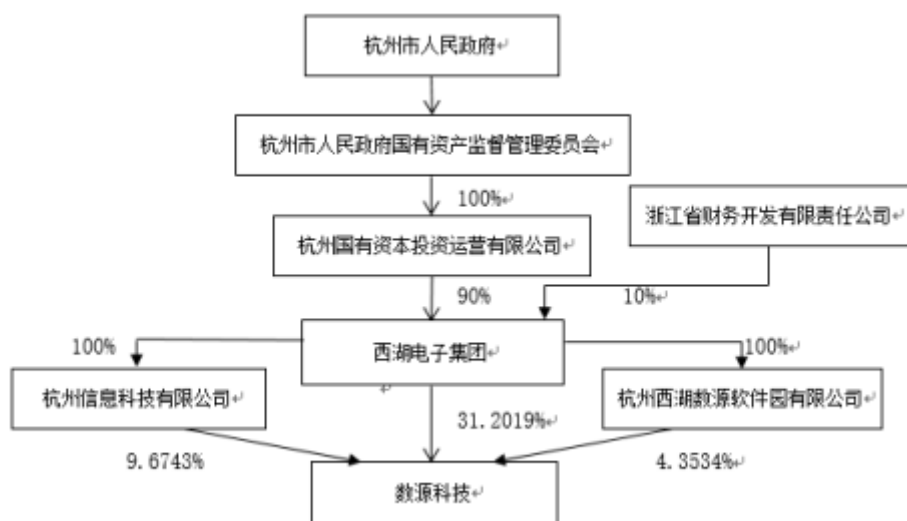 杭州市人民政府
杭州市人民政府国有资产监督管理委员会
100%
浙江省财务开发有限责任公司
杭州国有资本投资运营有限公司
90%
10%
西湖电子集团
100%
100%
杭州信息科技有限公司
杭州西湖数源软件园有限公司
31.2019%
9.6743%
4.3534%
数源科技